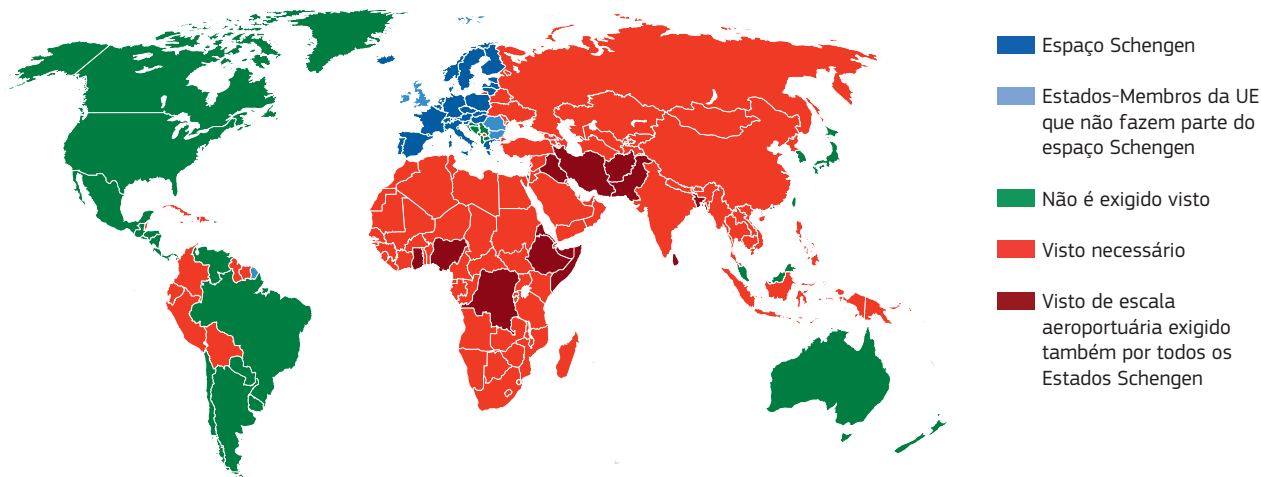 Espaço Schengen
Estados-Membros da UE
que não fazem parte do
espaço Schengen
Não é exigido visto
Visto necessário
Visto de escala
aeroportuária exigido
também por todos os
Estados Schengen